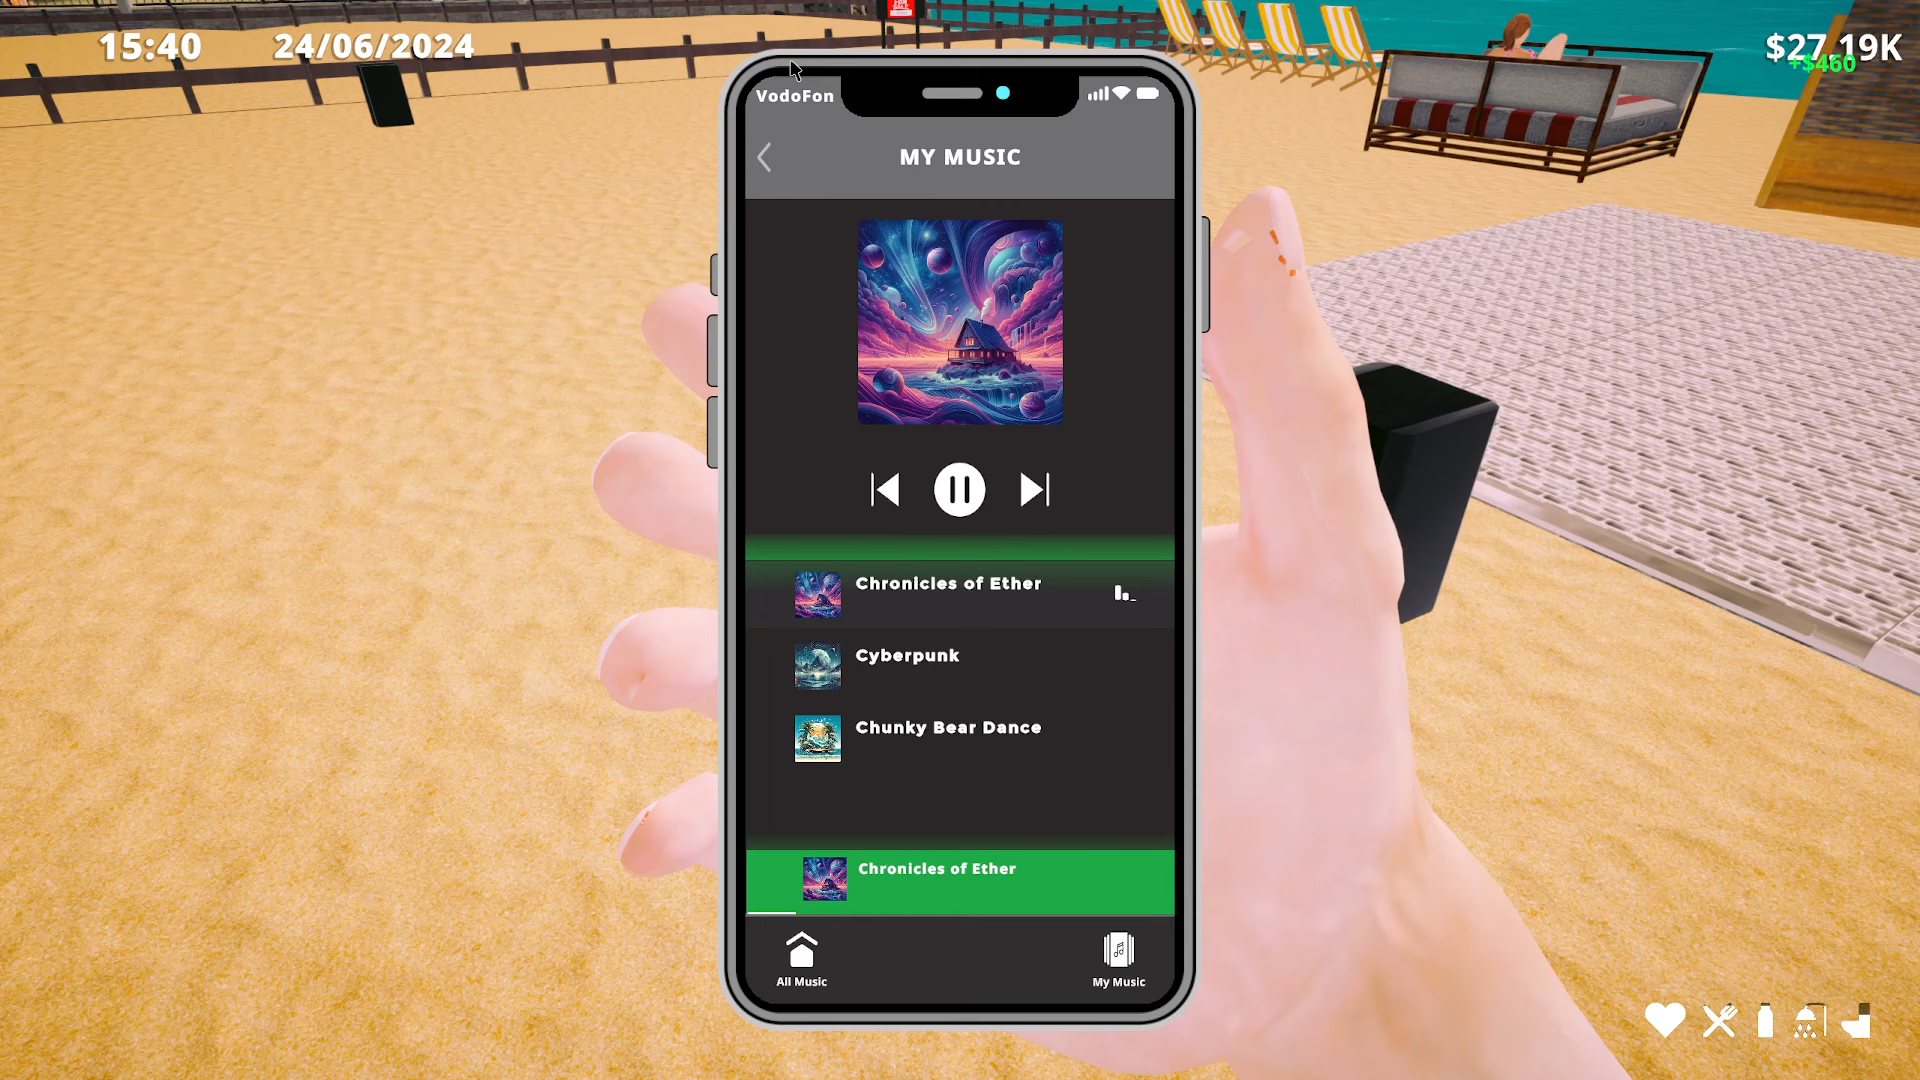 15:40
24/06/2024
$27.19K
+$460
VodoFon
MY MUSIC
Chronicles of Ether
Cyberpunk
Chunky Bear Dance
Chronicles of Ether
All Music
My Music